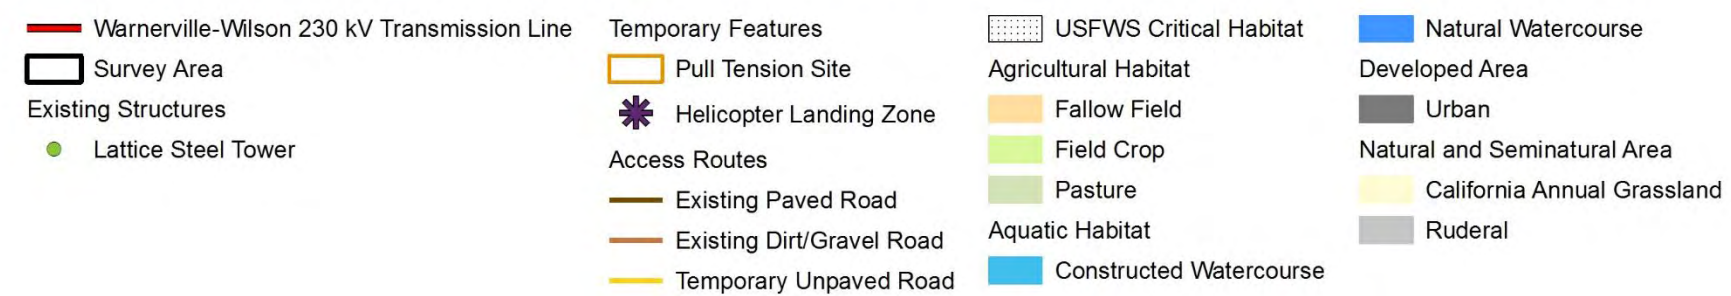 Warnerville-Wilson 230 kV Transmission Line
Survey Area
Existing Structures
Lattice Steel Tower
Temporary Features
Pull Tension Site
Helicopter Landing Zone
Access Routes
Existing Paved Road
Existing Dirt/Gravel Road
Temporary Unpaved Road
USFWS Critical Habitat
Agricultural Habitat
Fallow Field
Field Crop
Pasture
Aquatic Habitat
Constructed Watercourse
Natural Watercourse
Developed Area
Urban
Natural and Seminatural Area
California Annual Grassland
Ruderal